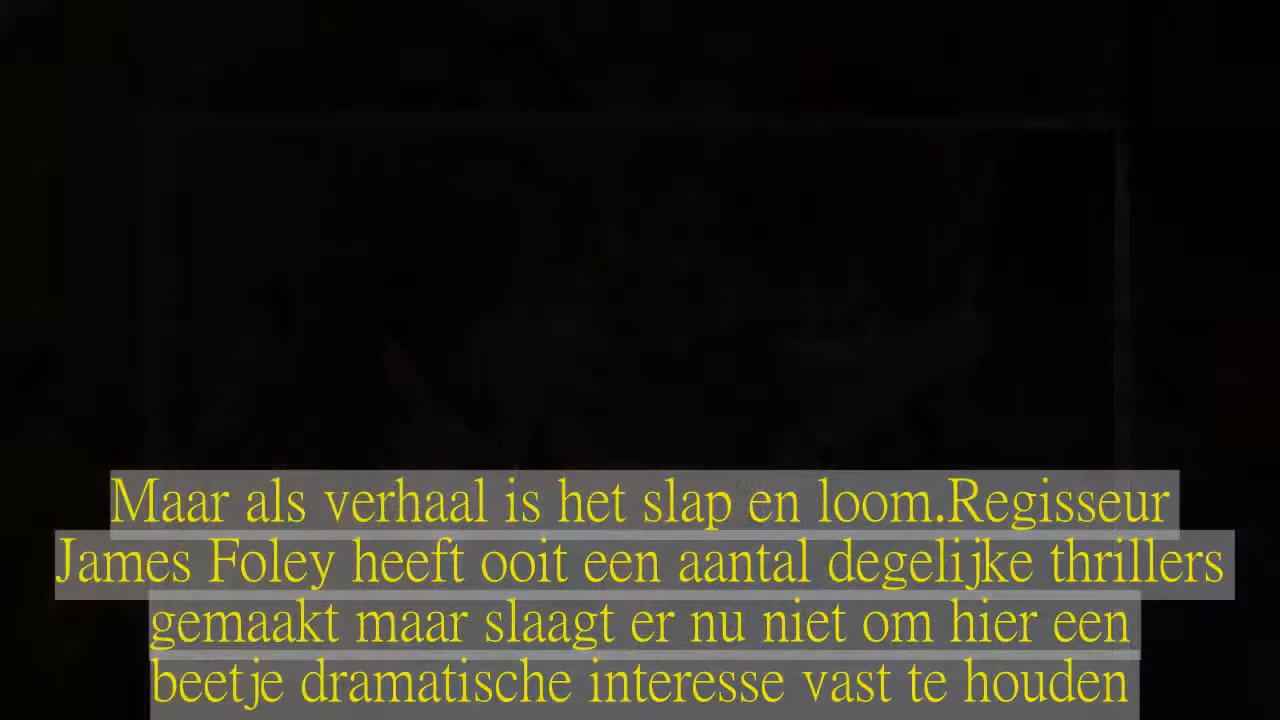 Maar als verhaal is het slap en loom.Regisseur
James Foley heeft ooit een aantal degelijke thrillers
gemaakt maar slaagt er nu niet om hier een
beetje dramatische interesse vast te houden